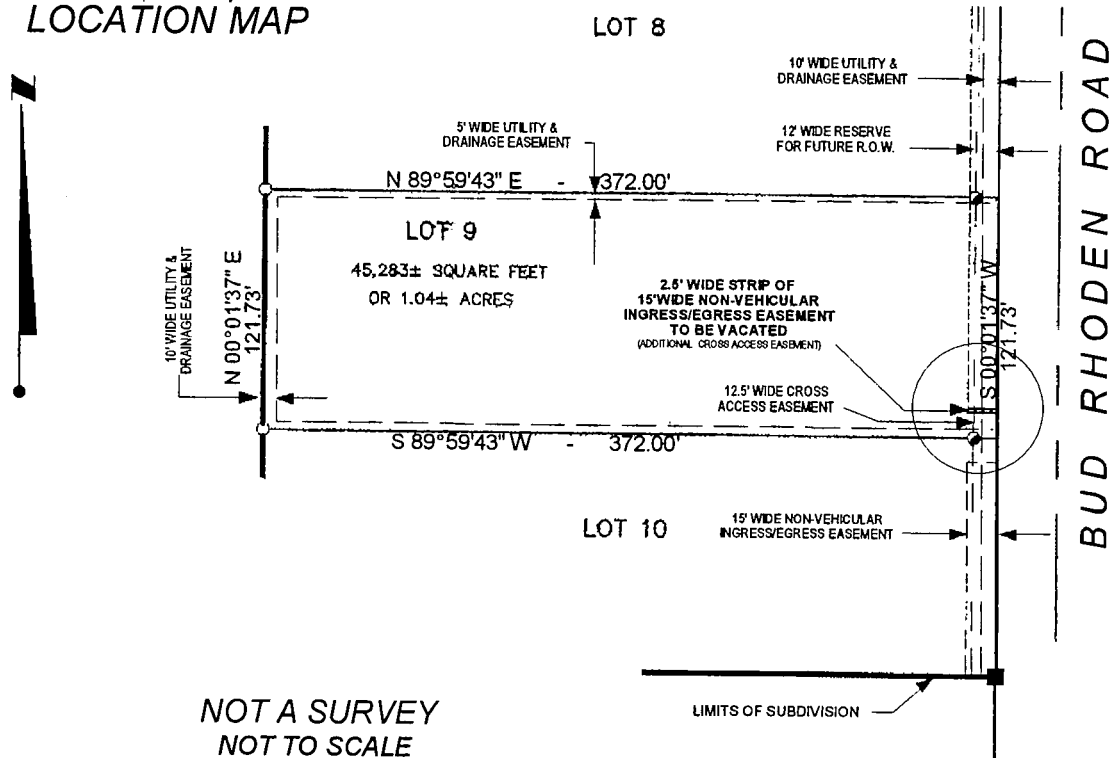 LOCATION MAP
LOT 8
10' WIDE UTILITY &
DRAINAGE EASEMENT
5' WIDE UTILITY &
DRAINAGE EASEMENT
12' WIDE RESERVE
FOR FUTURE R.O.W.
N 89°59'43" E - 372.00'
LOT 9
45,283± SQUARE FEET
OR 1.04± ACRES
10' WIDE UTILITY &
DRAINAGE EASEMENT
N 00°01'37" E
121.73'
2.5' WIDE STRIP OF
15'WIDE NON-VEHICULAR
INGRESS/EGRESS EASEMENT
TO BE VACATED
(ADDITIONAL CROSS ACCESS EASEMENT)
S 00°01'37" W
121.73'
12.5' WIDE CROSS
ACCESS EASEMENT
S 89°59'43" W - 372.00'
LOT 10
15' WIDE NON-VEHICULAR
INGRESS/EGRESS EASEMENT
BUD RHODEN ROAD
LIMITS OF SUBDIVISION
NOT A SURVEY
NOT TO SCALE